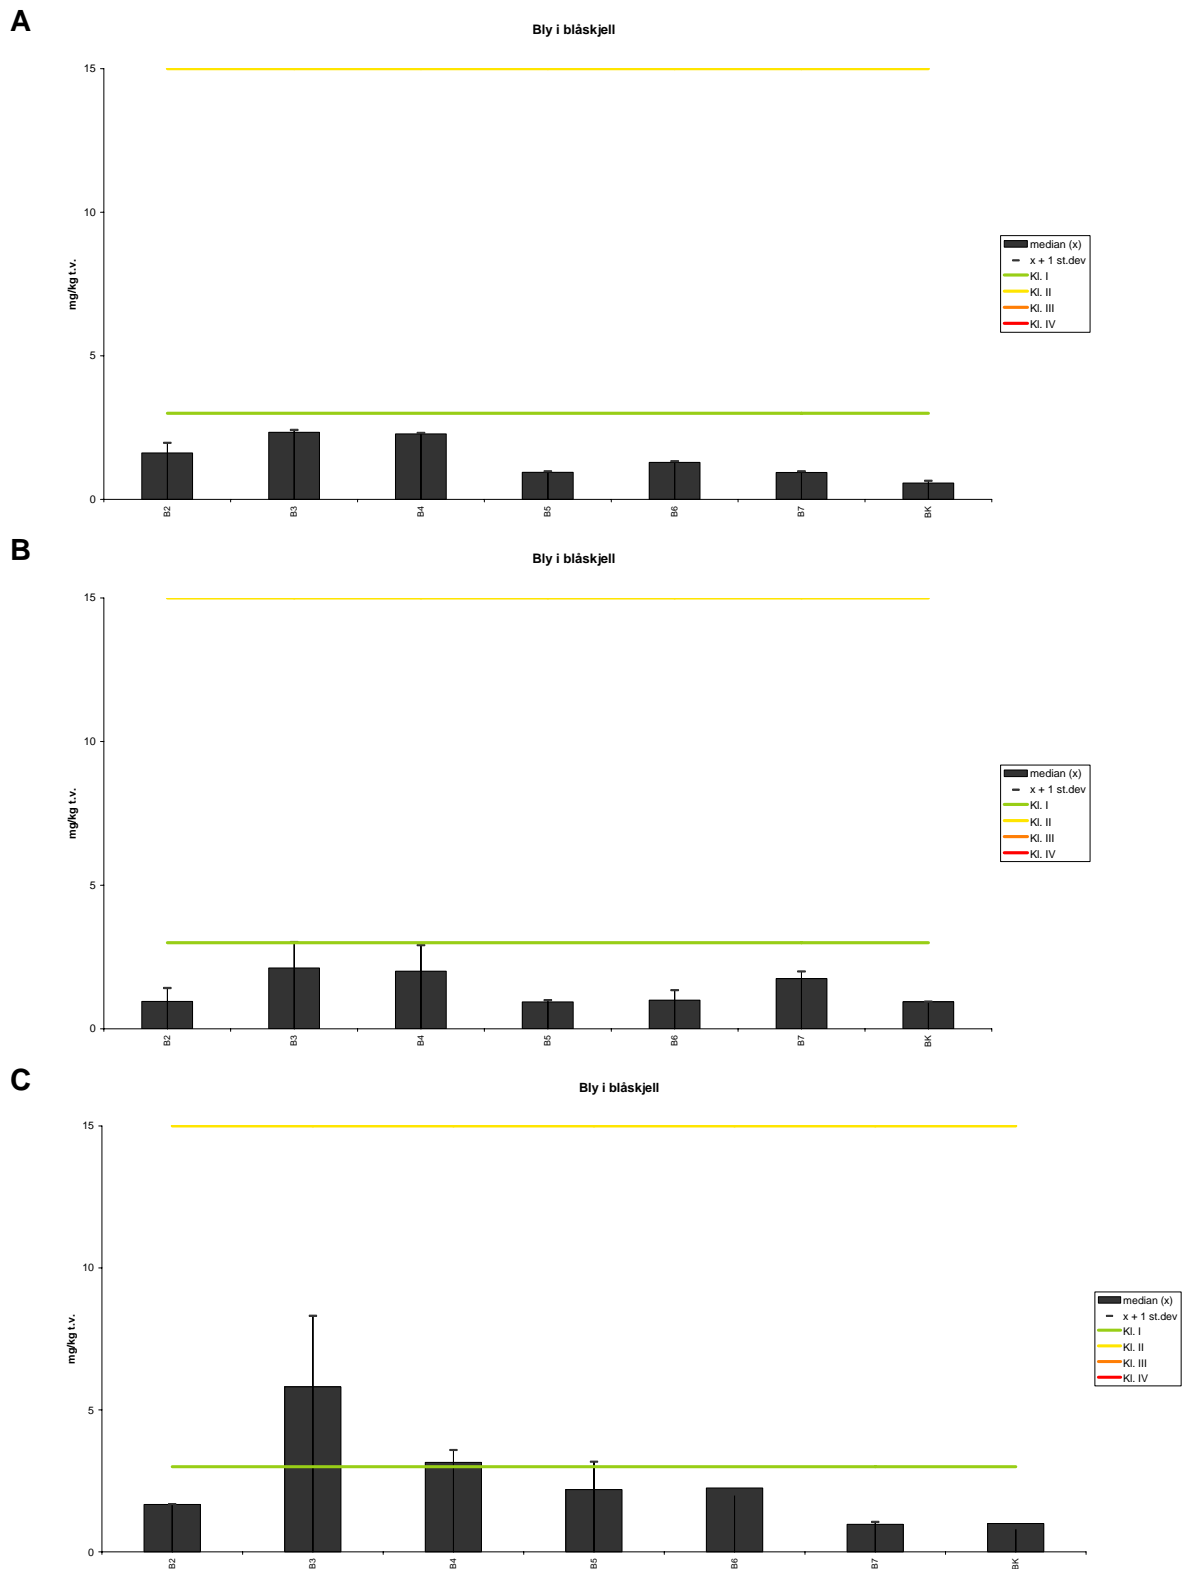 A
Bly i blåskjell
15
10
5
0
mg/kg t.v.
B2 B3 B4 B5 B6 B7 BK
median (x)
x + 1 st.dev
Kl. I
Kl. II
Kl. III
Kl. IV
B
Bly i blåskjell
15
10
5
0
mg/kg t.v.
B2 B3 B4 B5 B6 B7 BK
median (x)
x + 1 st.dev
Kl. I
Kl. II
Kl. III
Kl. IV
C
Bly i blåskjell
15
10
5
0
mg/kg t.v.
B2 B3 B4 B5 B6 B7 BK
median (x)
x + 1 st.dev
Kl. I
Kl. II
Kl. III
Kl. IV